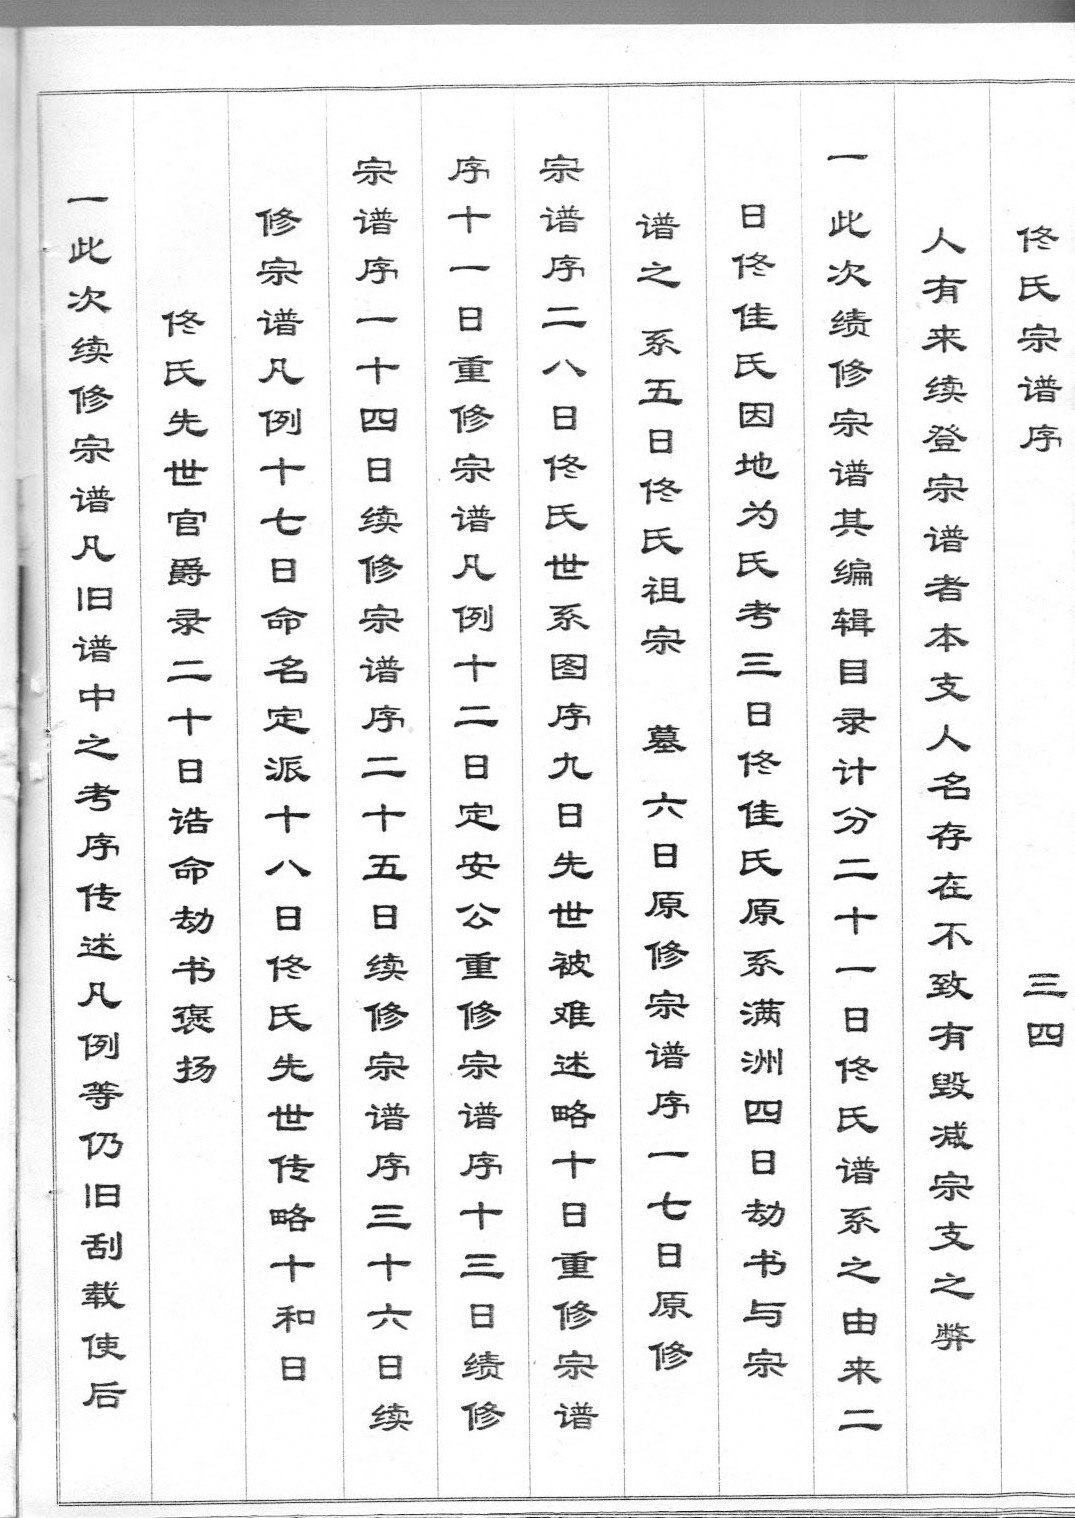 佟氏宗谱序 三四
人有来续登宗谱者本支人名存在不致有毁减宗支之弊
一此次绩修宗谱其编辑目录计分二十一日佟氏谱系之由来二
日佟佳氏因地为氏考三日佟佳氏原系满洲四日劫书与宗
谱之 系五日佟氏祖宗 墓 六日原修宗谱序一七日原修
宗谱序二八日佟氏世系图序九日先世被难述略十日重修宗谱
序十一日重修宗谱凡例十二日定安公重修宗谱序十三日绩修
宗谱序一十四日续修宗谱序二十五日续修宗谱序三十六日续
修宗谱凡例十七日命名定派十八日佟氏先世传略十和日
佟氏先世官爵录二十日诰命劫书褒扬
一此次续修宗谱凡旧谱中之考序传述凡例等仍旧刮载使后